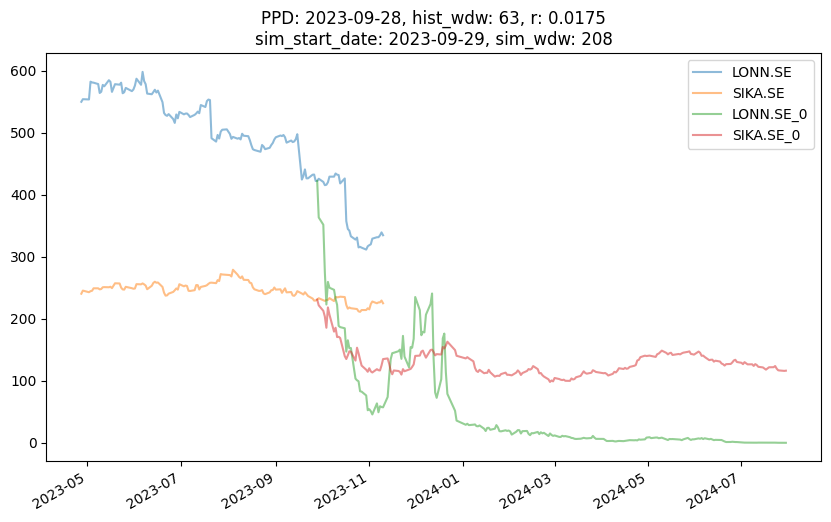 PPD: 2023-09-28, hist_wdw: 63, r: 0.0175
sim_start_date: 2023-09-29, sim_wdw: 208
LONN.SE
SIKA.SE
LONN.SE_0
SIKA.SE_0
600
500
400
300
200
100
0
2023-05
2023-07
2023-09
2023-11
2024-01
2024-03
2024-05
2024-07